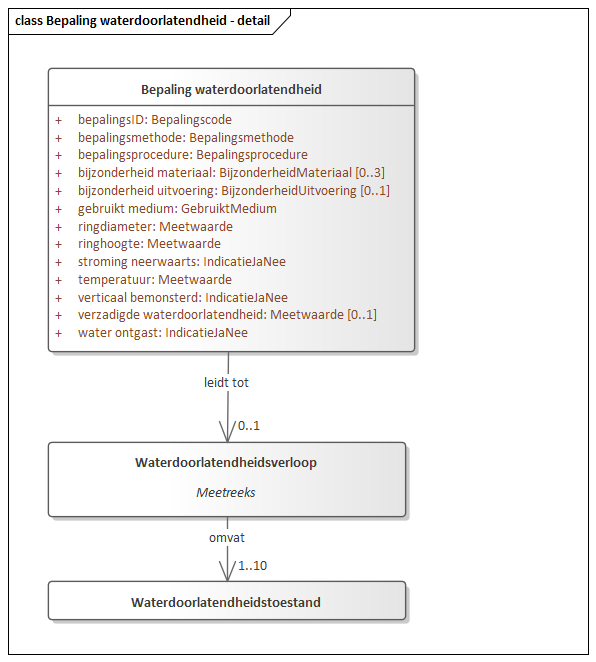 class Bepaling waterdoorlatendheid - detail
Bepaling waterdoorlatendheid
+ bepalingsID: Bepalingscode
+ bepalingsmethode: Bepalingsmethode
+ bepalingsprocedure: Bepalingsprocedure
+ bijzonderheid materiaal: BijzonderheidMateriaal [0..3]
+ bijzonderheid uitvoering: BijzonderheidUitvoering [0..1]
+ gebruikt medium: GebruiktMedium
+ ringdiameter: Meetwaarde
+ ringhoogte: Meetwaarde
+ stroming neerwaarts: IndicatieJaNee
+ temperatuur: Meetwaarde
+ verticaal bemonsterd: IndicatieJaNee
+ verzadigde waterdoorlatendheid: Meetwaarde [0..1]
+ water ontgast: IndicatieJaNee
leidt tot
0..1
Waterdoorlatendheidsverloop
Meetreeks
omvat
1..10
Waterdoorlatendheidstoestand